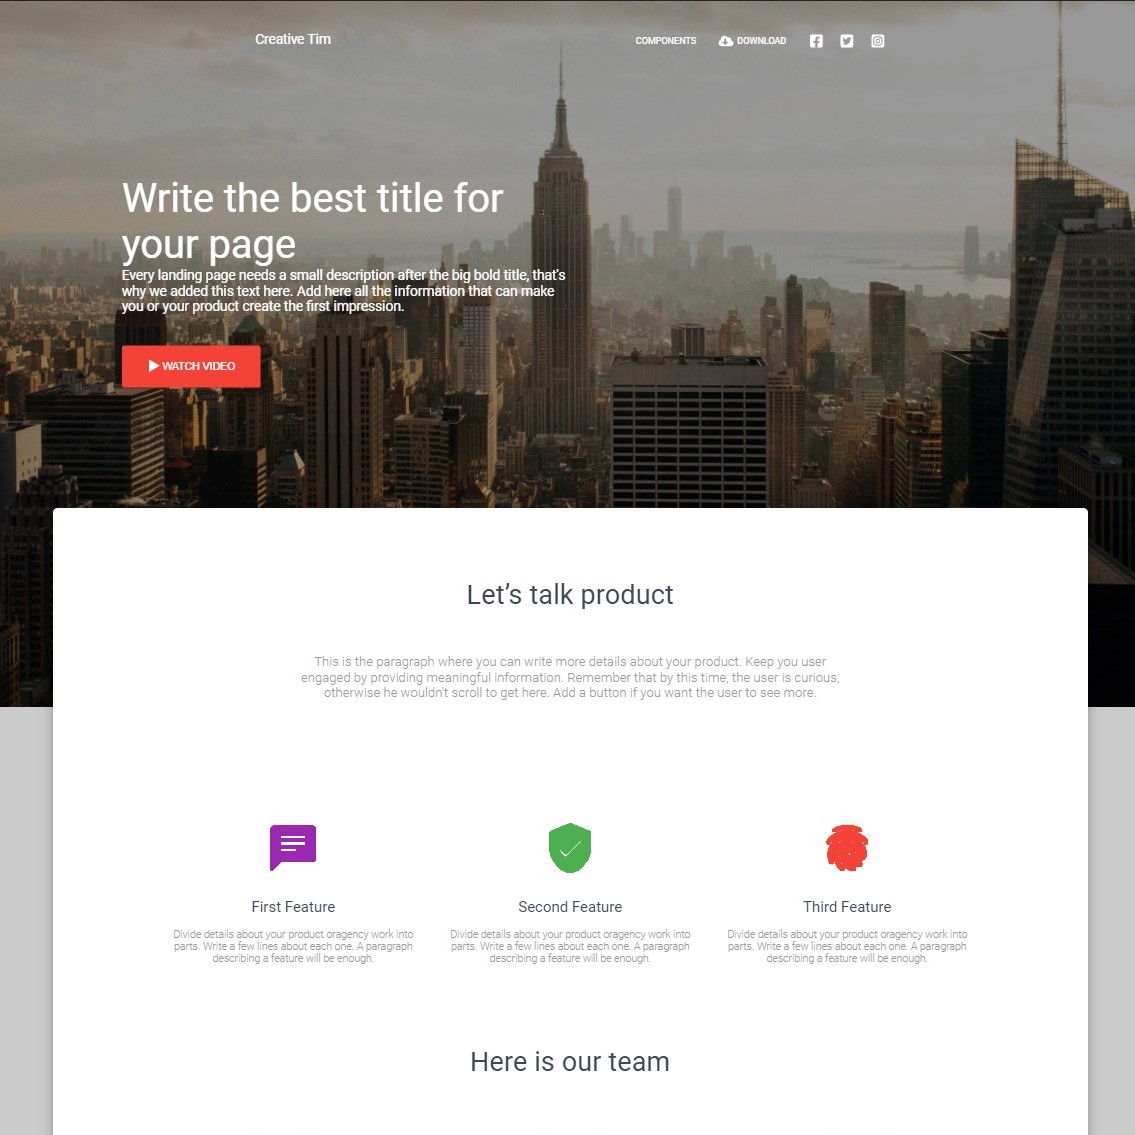 Creative Tim
COMPONENTS
DOWNLOAD
Write the best title for
your page
Every landing page needs a small description after the big bold title, that's
why we added this text here. Add here all the information that can make
you or your product create the first impression.
WATCH VIDEO
Let’s talk product
This is the paragraph where you can write more details about your product. Keep you user
engaged by providing meaningful information. Remember that by this time, the user is curious,
otherwise he wouldn't scroll to get here. Add a button if you want the user to see more.
First Feature
Divide details about your product oragency work into
parts. Write a few lines about each one. A paragraph
describing a feature will be enough.
Second Feature
Divide details about your product oragency work into
parts. Write a few lines about each one. A paragraph
describing a feature will be enough.
Third Feature
Divide details about your product oragency work into
parts. Write a few lines about each one. A paragraph
describing a feature will be enough.
Here is our team